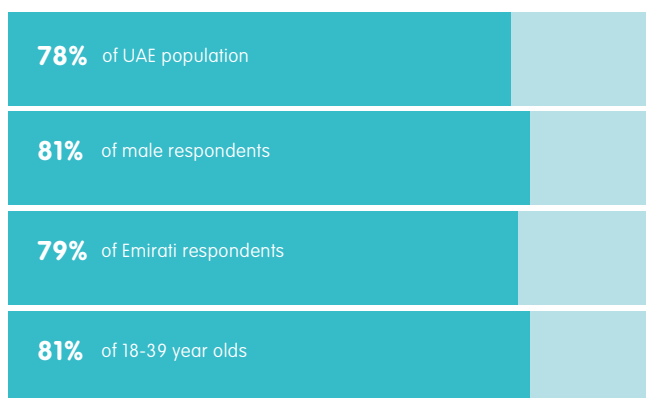 78% of UAE population
81% of male respondents
79% of Emirati respondents
81% of 18-39 year olds